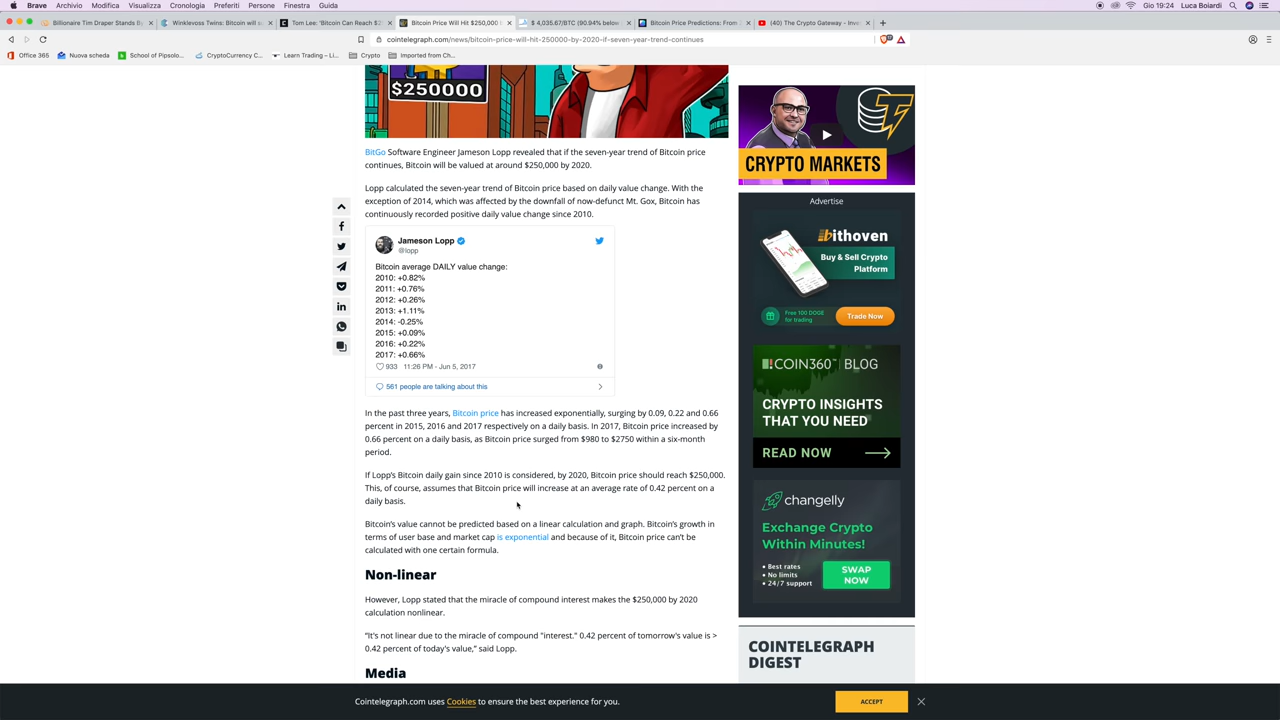 Brave Archivio Modifica Visualizza Cronologia Preferiti Persone Finestra Guida
Gio 19:24 Luca Boiardi
Billionaire Tim Draper Stands By
Winklevoss Twins: Bitcoin will s
Tom Lee: 'Bitcoin Can Reach $2
Bitcoin Price Will Hit $250,000
$ 4,035.67/BTC (90.94% below
Bitcoin Price Predictions: From
(40) The Crypto Gateway - Inve
cointelegraph.com/news/bitcoin-price-will-hit-250000-by-2020-if-seven-year-trend-continues
Office 365
Nuova scheda
School of Pipsolo...
CryptoCurrency C...
Learn Trading – Li...
Crypto
Imported from Ch...
$250000
BitGo Software Engineer Jameson Lopp revealed that if the seven-year trend of Bitcoin price
continues, Bitcoin will be valued at around $250,000 by 2020.
Lopp calculated the seven-year trend of Bitcoin price based on daily value change. With the
exception of 2014, which was affected by the downfall of now-defunct Mt. Gox, Bitcoin has
continuously recorded positive daily value change since 2010.
Jameson Lopp
@lopp
Bitcoin average DAILY value change:
2010: +0.82%
2011: +0.76%
2012: +0.26%
2013: +1.11%
2014: -0.25%
2015: +0.09%
2016: +0.22%
2017: +0.66%
933 11:26 PM - Jun 5, 2017
561 people are talking about this
In the past three years, Bitcoin price has increased exponentially, surging by 0.09, 0.22 and 0.66
percent in 2015, 2016 and 2017 respectively on a daily basis. In 2017, Bitcoin price increased by
0.66 percent on a daily basis, as Bitcoin price surged from $980 to $2750 within a six-month
period.
If Lopp's Bitcoin daily gain since 2010 is considered, by 2020, Bitcoin price should reach $250,000.
This, of course, assumes that Bitcoin price will increase at an average rate of 0.42 percent on a
daily basis.
Bitcoin's value cannot be predicted based on a linear calculation and graph. Bitcoin's growth in
terms of user base and market cap is exponential and because of it, Bitcoin price can't be
calculated with one certain formula.
Non-linear
However, Lopp stated that the miracle of compound interest makes the $250,000 by 2020
calculation nonlinear.
"It's not linear due to the miracle of compound "interest." 0.42 percent of tomorrow's value is >
0.42 percent of today's value," said Lopp.
Media
CRYPTO MARKETS
Advertise
bithoven
Buy & Sell Crypto
Platform
Free 100 DOGE
for trading
Trade Now
COIN360™ BLOG
CRYPTO INSIGHTS
THAT YOU NEED
READ NOW
changelly
Exchange Crypto
Within Minutes!
• Best rates
• No limits
• 24/7 support
SWAP
NOW
COINTELEGRAPH
DIGEST
Cointelegraph.com uses Cookies to ensure the best experience for you.
ACCEPT